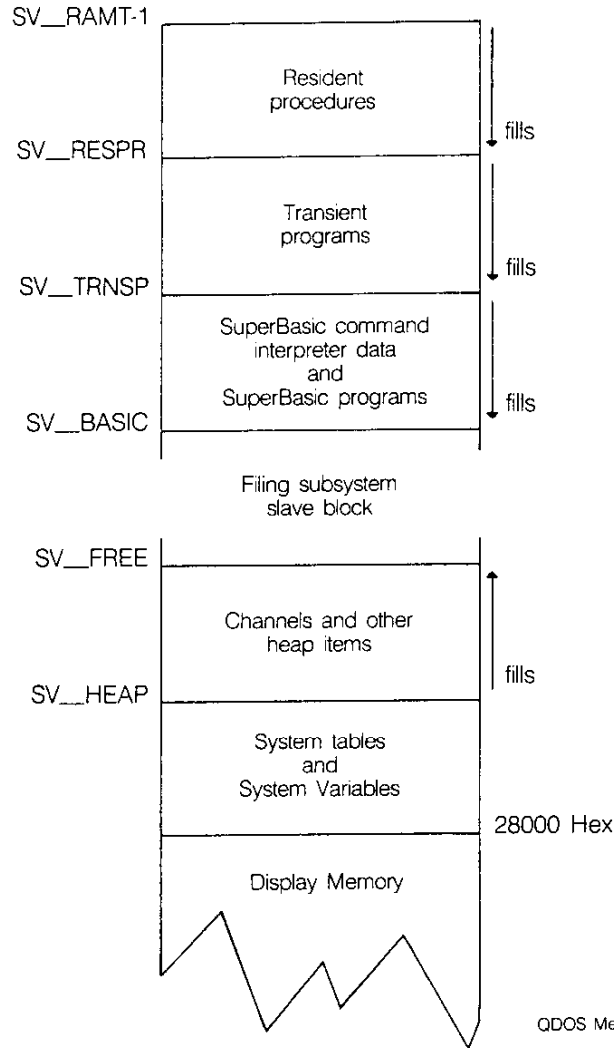 SV__RAMT-1
Resident
procedures
fills
SV__RESPR
Transient
programs
fills
SV__TRNSP
SuperBasic command
interpreter data
and
SuperBasic programs
fills
SV__BASIC
Filing subsystem
slave block
SV__FREE
Channels and other
heap items
fills
SV__HEAP
System tables
and
System Variables
28000 Hex
Display Memory
QDOS Me